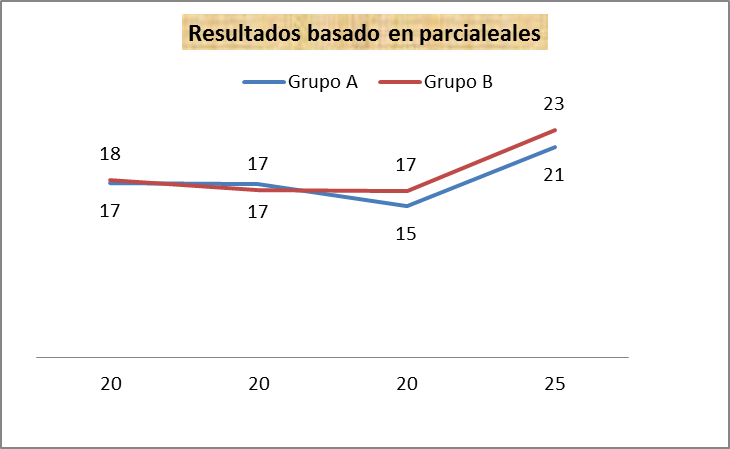 Resultados basado en parcialeales
Grupo A Grupo B
23
18 17 17
21
17 17
15
20 20 20 25